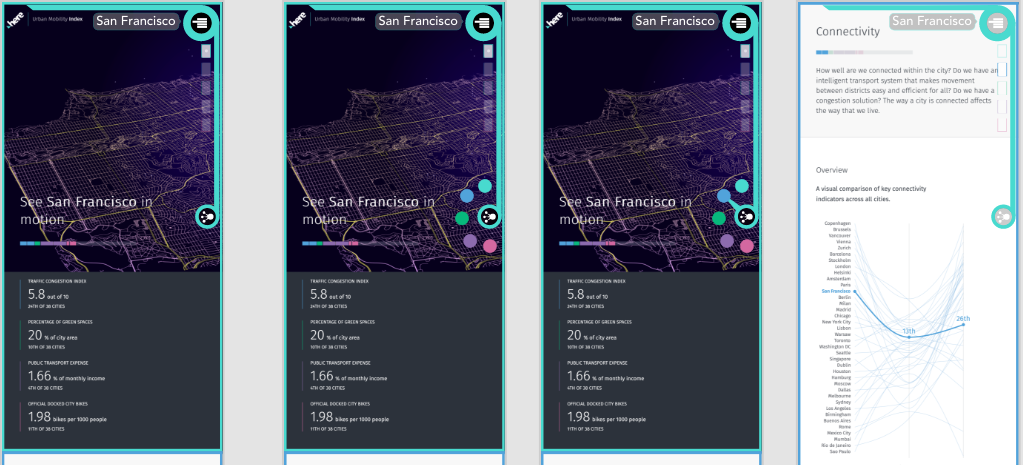 here
Urban Mobility Index
San Francisco
See San Francisco in
motion
TRAFFIC CONGESTION INDEX
5.8 out of 10
24TH OF 38 CITIES
PERCENTAGE OF GREEN SPACES
20 % of city area
16TH OF 38 CITIES
PUBLIC TRANSPORT EXPENSE
1.66 % of monthly income
4TH OF 38 CITIES
OFFICIAL DOCKED CITY BIKES
1.98 bikes per 1000 people
11TH OF 38 CITIES
here
Urban Mobility Index
San Francisco
See San Francisco in
motion
TRAFFIC CONGESTION INDEX
5.8 out of 10
24TH OF 38 CITIES
PERCENTAGE OF GREEN SPACES
20 % of city area
16TH OF 38 CITIES
PUBLIC TRANSPORT EXPENSE
1.66 % of monthly income
4TH OF 38 CITIES
OFFICIAL DOCKED CITY BIKES
1.98 bikes per 1000 people
11TH OF 38 CITIES
here
Urban Mobility Index
San Francisco
See San Francisco in
motion
TRAFFIC CONGESTION INDEX
5.8 out of 10
24TH OF 38 CITIES
PERCENTAGE OF GREEN SPACES
20 % of city area
16TH OF 38 CITIES
PUBLIC TRANSPORT EXPENSE
1.66 % of monthly income
4TH OF 38 CITIES
OFFICIAL DOCKED CITY BIKES
1.98 bikes per 1000 people
11TH OF 38 CITIES
San Francisco
Connectivity
How well are we connected within the city? Do we have an
intelligent transport system that makes movement
between districts easy and efficient for all? Do we have a
congestion solution? The way a city is connected affects
the way that we live.
Overview
A visual comparison of key connectivity
indicators across all cities.
Copenhagen
Brussels
Vancouver
Vienna
Zurich
Barcelona
Stockholm
London
Helsinki
Amsterdam
Paris
San Francisco
Berlin
Milan
Madrid
Chicago
New York City
Lisbon
Warsaw
Toronto
Washington DC
Seattle
Singapore
Dublin
Houston
Hamburg
Moscow
Dallas
Melbourne
Sydney
Los Angeles
Birmingham
Buenos Aires
Rome
Mexico City
Mumbai
Rio de Janeiro
Sao Paulo
13th
26th